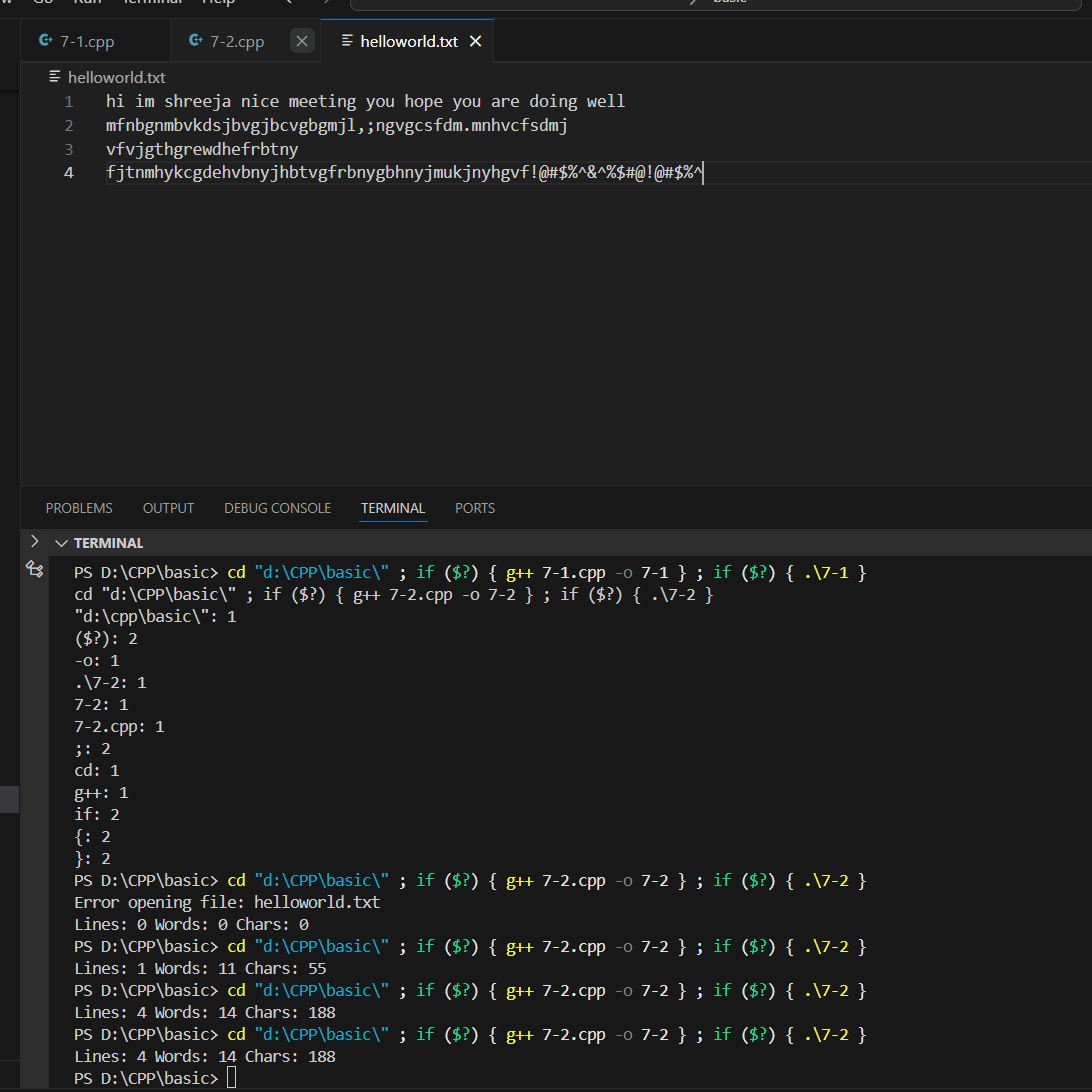 Go Run Terminal Help basic
7-1.cpp 7-2.cpp helloworld.txt
helloworld.txt
1 hi im shreeja nice meeting you hope you are doing well
2 mfnbgnmbvkdsjbvgjbcvgbgmjl,;ngvgcsfdm.mnhvcfsdmj
3 vfvjgthgrewdhefrbtny
4 fjtnmhykcgdehvbnyjhbtvgfrbnygbhnyjmukjnyhgvf!@#$%^&^%$#@!@#$%^
PROBLEMS OUTPUT DEBUG CONSOLE TERMINAL PORTS
TERMINAL
PS D:\CPP\basic> cd "d:\CPP\basic\" ; if ($?) { g++ 7-1.cpp -o 7-1 } ; if ($?) { .\7-1 }
cd "d:\CPP\basic\" ; if ($?) { g++ 7-2.cpp -o 7-2 } ; if ($?) { .\7-2 }
"d:\cpp\basic\": 1
($?): 2
-o: 1
.\7-2: 1
7-2: 1
7-2.cpp: 1
;: 2
cd: 1
g++: 1
if: 2
{: 2
}: 2
PS D:\CPP\basic> cd "d:\CPP\basic\" ; if ($?) { g++ 7-2.cpp -o 7-2 } ; if ($?) { .\7-2 }
Error opening file: helloworld.txt
Lines: 0 Words: 0 Chars: 0
PS D:\CPP\basic> cd "d:\CPP\basic\" ; if ($?) { g++ 7-2.cpp -o 7-2 } ; if ($?) { .\7-2 }
Lines: 1 Words: 11 Chars: 55
PS D:\CPP\basic> cd "d:\CPP\basic\" ; if ($?) { g++ 7-2.cpp -o 7-2 } ; if ($?) { .\7-2 }
Lines: 4 Words: 14 Chars: 188
PS D:\CPP\basic> cd "d:\CPP\basic\" ; if ($?) { g++ 7-2.cpp -o 7-2 } ; if ($?) { .\7-2 }
Lines: 4 Words: 14 Chars: 188
PS D:\CPP\basic>